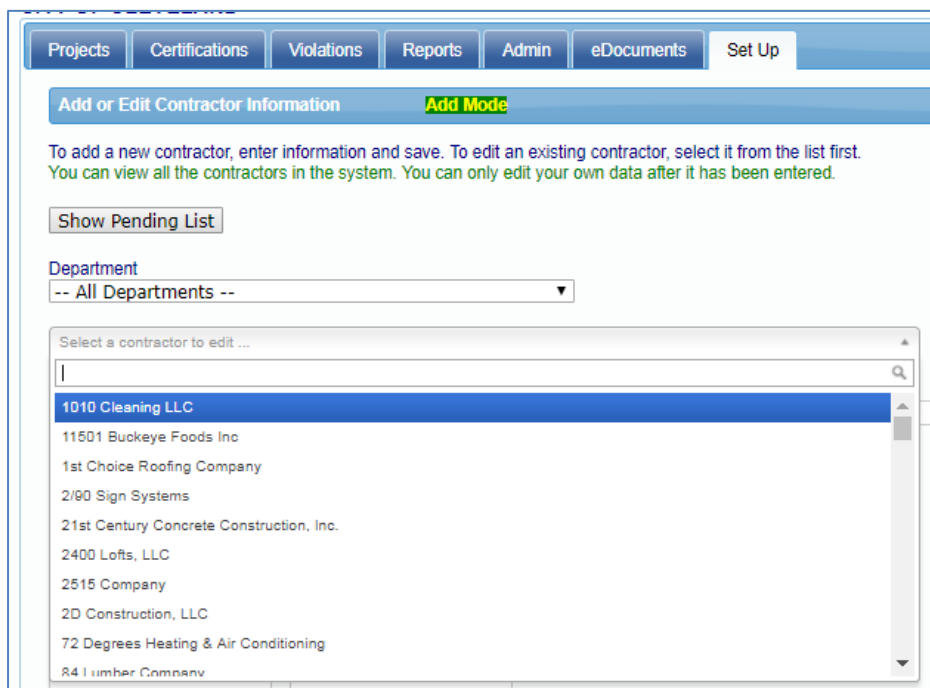 Projects Certifications Violations Reports Admin eDocuments Set Up
Add or Edit Contractor Information Add Mode
To add a new contractor, enter information and save. To edit an existing contractor, select it from the list first.
You can view all the contractors in the system. You can only edit your own data after it has been entered.
Show Pending List
Department
-- All Departments --
Select a contractor to edit ...
1010 Cleaning LLC
11501 Buckeye Foods Inc
1st Choice Roofing Company
2/90 Sign Systems
21st Century Concrete Construction, Inc.
2400 Lofts, LLC
2515 Company
2D Construction, LLC
72 Degrees Heating & Air Conditioning
84 Lumber Company